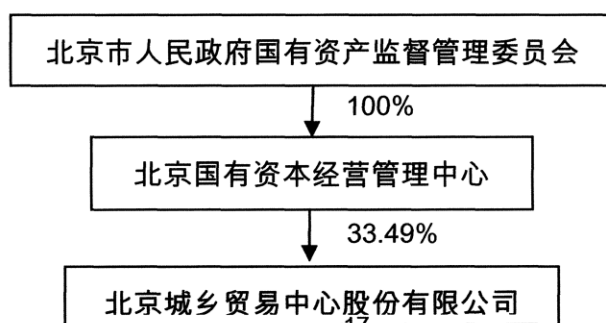 北京市人民政府国有资产监督管理委员会
100%
北京国有资本经营管理中心
33.49%
北京城乡贸易中心股份有限公司
17